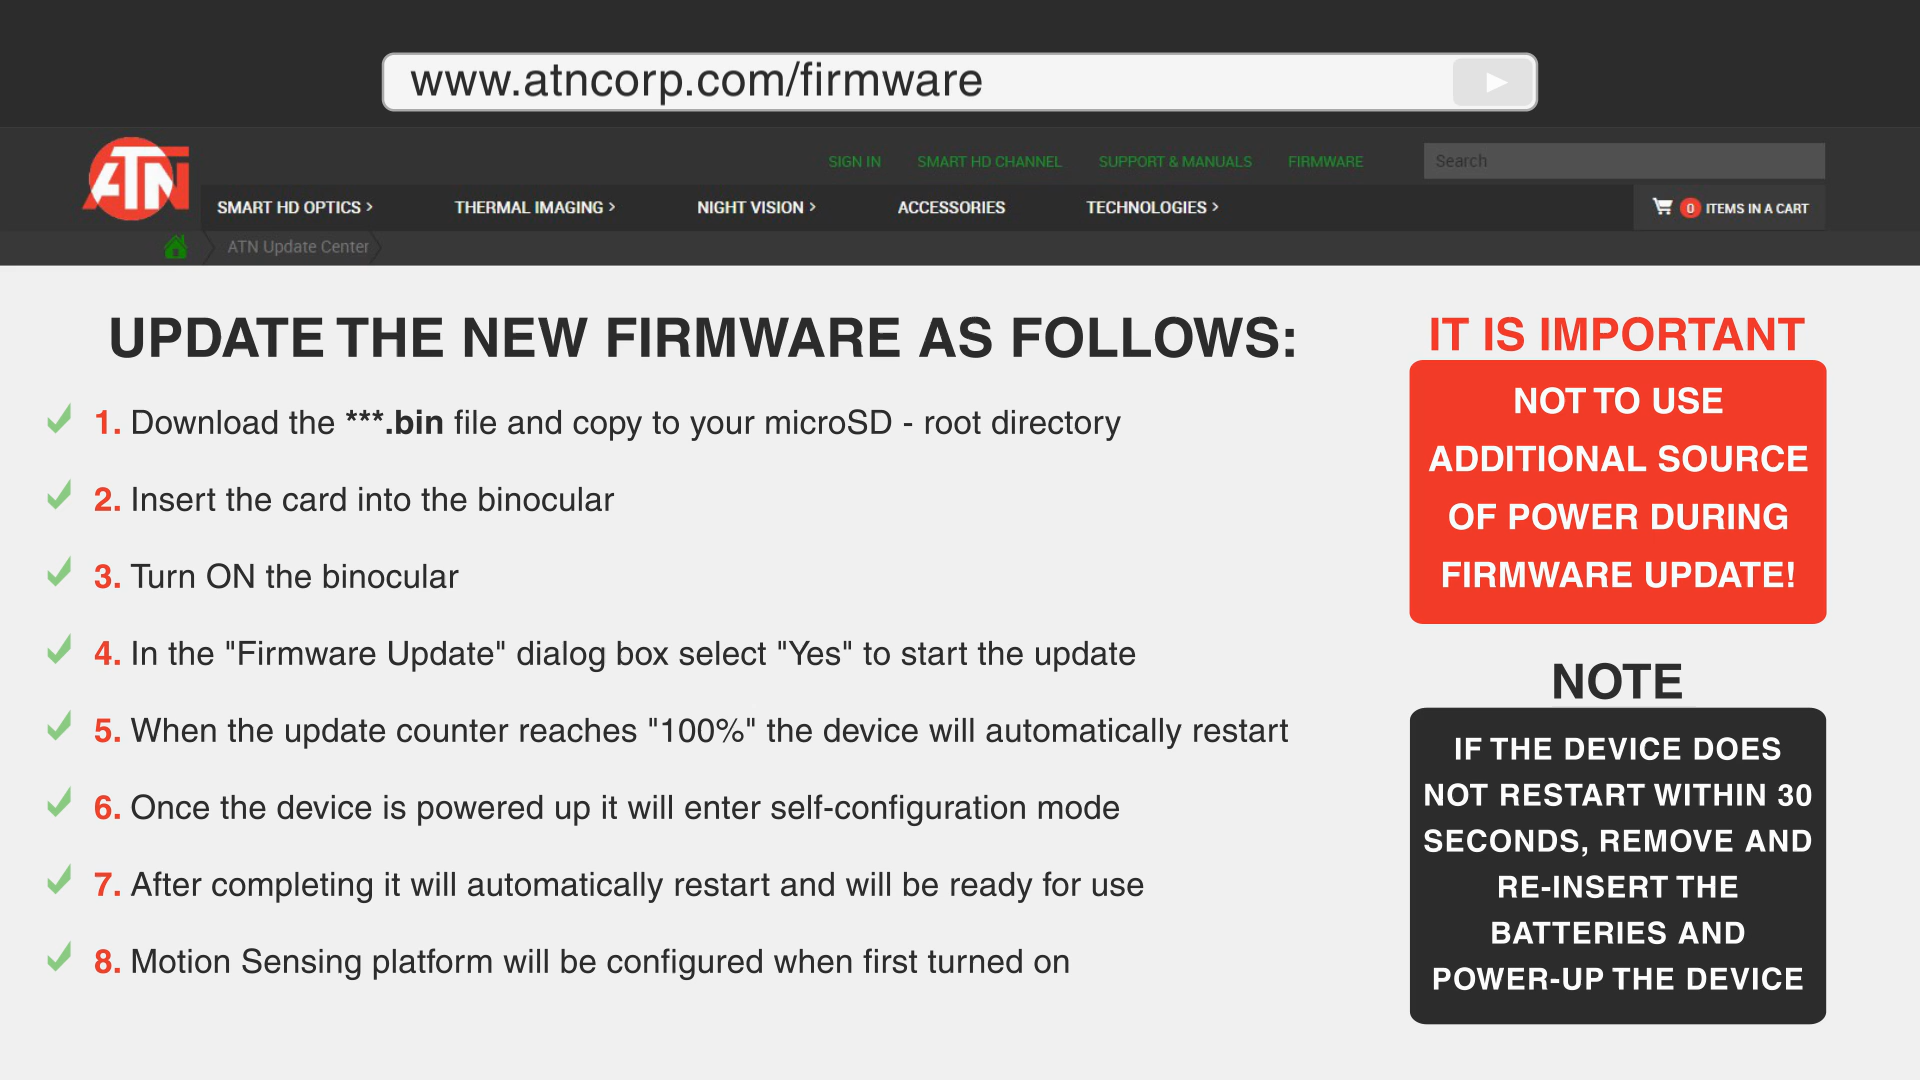 www.atncorp.com/firmware
ATN
SIGN IN SMART HD CHANNEL SUPPORT & MANUALS FIRMWARE Search
SMART HD OPTICS > THERMAL IMAGING > NIGHT VISION > ACCESSORIES TECHNOLOGIES > 0 ITEMS IN A CART
ATN Update Center
UPDATE THE NEW FIRMWARE AS FOLLOWS:
1. Download the ***.bin file and copy to your microSD - root directory
2. Insert the card into the binocular
3. Turn ON the binocular
4. In the "Firmware Update" dialog box select "Yes" to start the update
5. When the update counter reaches "100%" the device will automatically restart
6. Once the device is powered up it will enter self-configuration mode
7. After completing it will automatically restart and will be ready for use
8. Motion Sensing platform will be configured when first turned on
IT IS IMPORTANT
NOT TO USE
ADDITIONAL SOURCE
OF POWER DURING
FIRMWARE UPDATE!
NOTE
IF THE DEVICE DOES
NOT RESTART WITHIN 30
SECONDS, REMOVE AND
RE-INSERT THE
BATTERIES AND
POWER-UP THE DEVICE